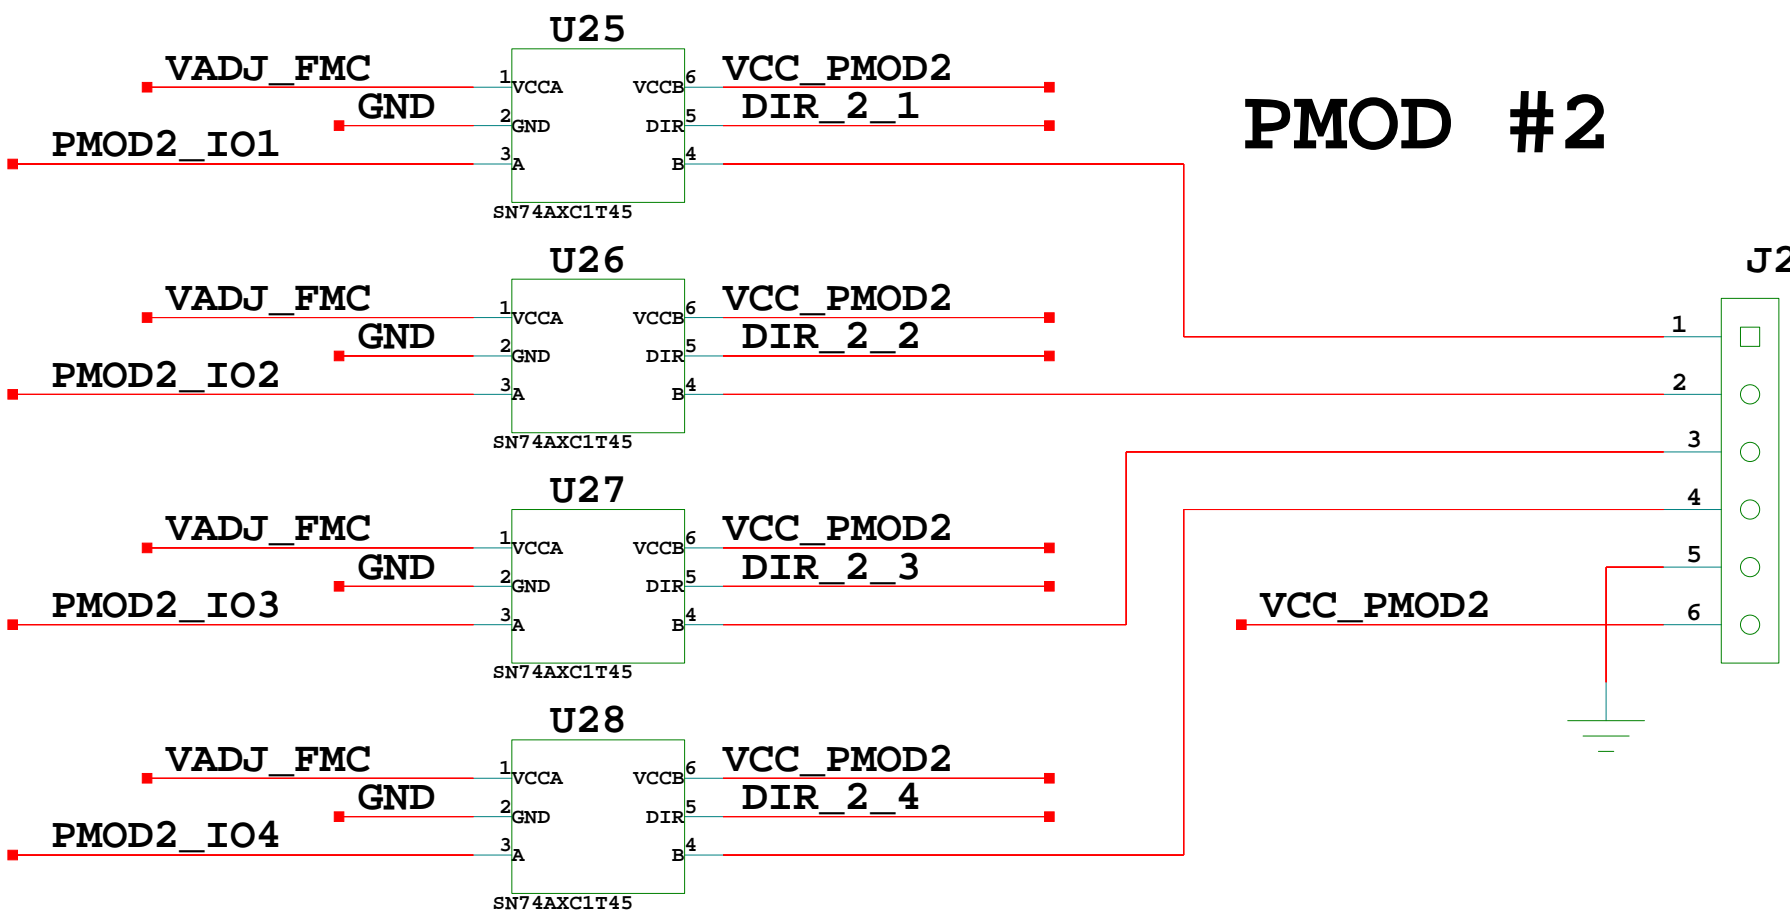 U25
VADJ_FMC 1 VCCA VCCB 6 VCC_PMOD2
GND 2 GND DIR 5 DIR_2_1
PMOD2_IO1 3 A B 4
SN74AXC1T45
PMOD #2
U26
VADJ_FMC 1 VCCA VCCB 6 VCC_PMOD2
GND 2 GND DIR 5 DIR_2_2
PMOD2_IO2 3 A B 4
SN74AXC1T45
U27
VADJ_FMC 1 VCCA VCCB 6 VCC_PMOD2
GND 2 GND DIR 5 DIR_2_3
PMOD2_IO3 3 A B 4
SN74AXC1T45
U28
VADJ_FMC 1 VCCA VCCB 6 VCC_PMOD2
GND 2 GND DIR 5 DIR_2_4
PMOD2_IO4 3 A B 4
SN74AXC1T45
J2
1
2
3
4
5
VCC_PMOD2 6